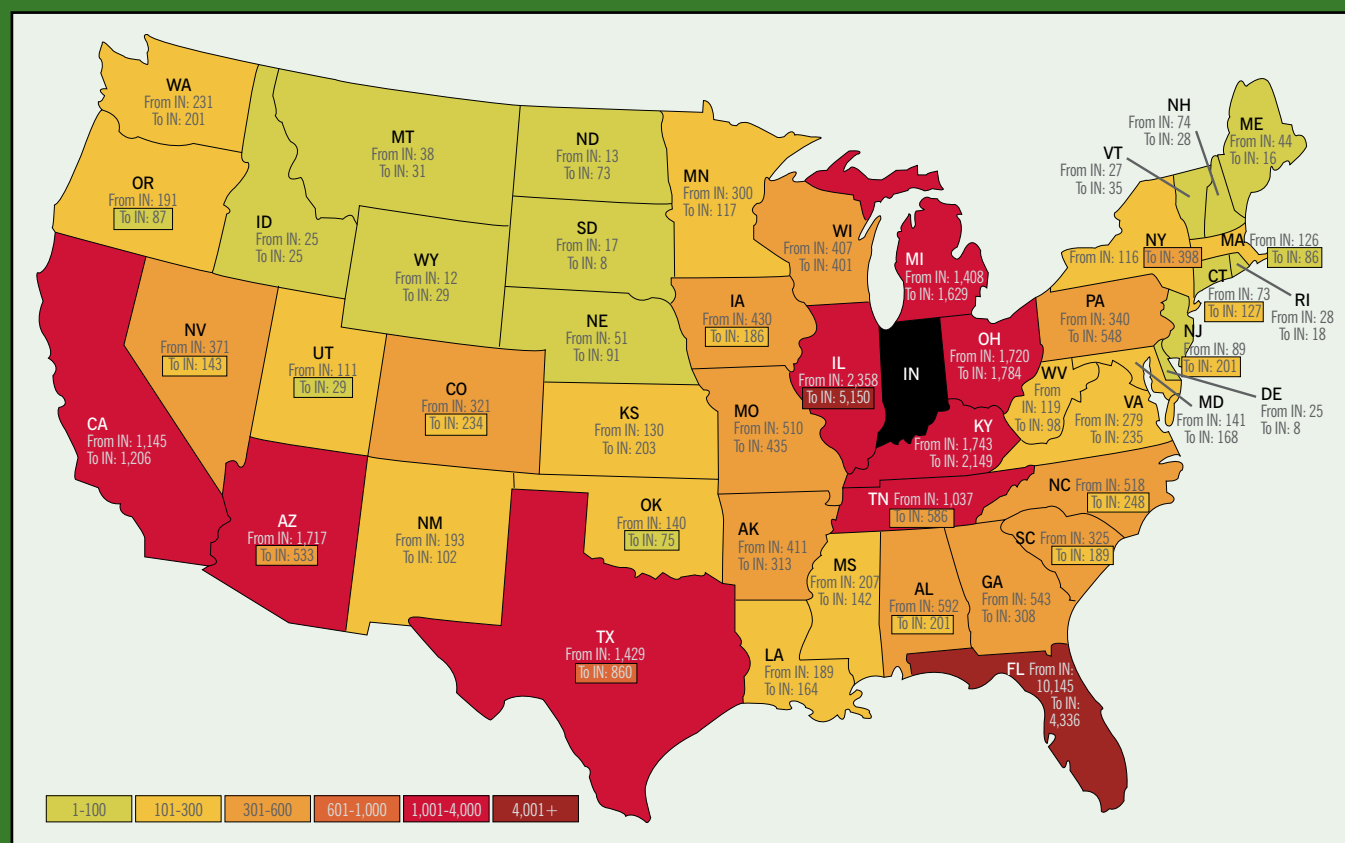 WA
From IN: 231
To IN: 201
OR
From IN: 191
To IN: 87
CA
From IN: 1,145
To IN: 1,206
NV
From IN: 371
To IN: 143
ID
From IN: 25
To IN: 25
MT
From IN: 38
To IN: 31
WY
From IN: 12
To IN: 29
UT
From IN: 111
To IN: 29
AZ
From IN: 1,717
To IN: 533
CO
From IN: 321
To IN: 234
NM
From IN: 193
To IN: 102
ND
From IN: 13
To IN: 73
SD
From IN: 17
To IN: 8
NE
From IN: 51
To IN: 91
KS
From IN: 130
To IN: 203
OK
From IN: 140
To IN: 75
TX
From IN: 1,429
To IN: 860
MN
From IN: 300
To IN: 117
IA
From IN: 430
To IN: 186
MO
From IN: 510
To IN: 435
AK
From IN: 411
To IN: 313
LA
From IN: 189
To IN: 164
WI
From IN: 407
To IN: 401
IL
From IN: 2,358
To IN: 5,150
MI
From IN: 1,408
To IN: 1,629
IN
OH
From IN: 1,720
To IN: 1,784
KY
From IN: 1,743
To IN: 2,149
TN From IN: 1,037
To IN: 586
MS
From IN: 207
To IN: 142
AL
From IN: 592
To IN: 201
GA
From IN: 543
To IN: 308
FL From IN:
10,145
To IN:
4,336
SC From IN: 325
To IN: 189
NC From IN: 518
To IN: 248
VA
From IN: 279
To IN: 235
WV
From
IN:
119
To
IN: 98
PA
From IN: 340
To IN: 548
NY
From IN: 116 To IN: 398
VT
From IN: 27
To IN: 35
NH
From IN: 74
To IN: 28
ME
From IN: 44
To IN: 16
MA From IN: 126
To IN: 86
CT
From IN: 73
To IN: 127
RI
From IN: 28
To IN: 18
NJ
From IN: 89
To IN: 201
DE
From IN: 25
To IN: 8
MD
From IN: 141
To IN: 168
1-100
101-300
301-600
601-1,000
1,001-4,000
4,001+